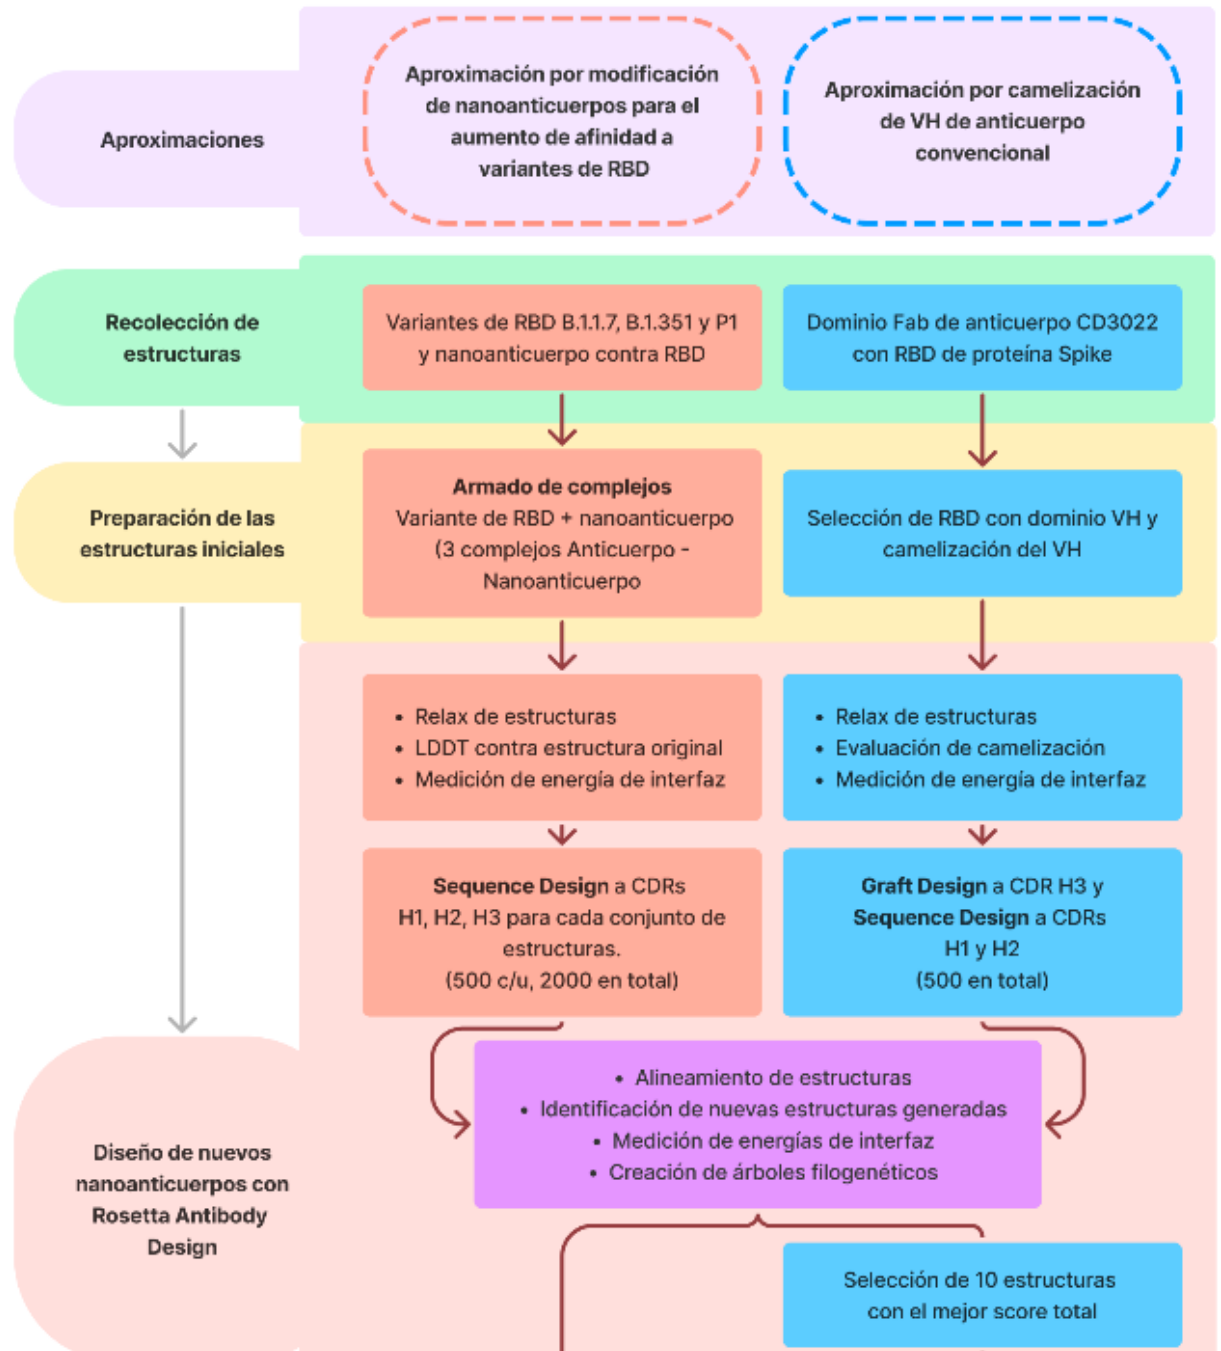 Aproximaciones
Aproximación por modificación
de nanoanticuerpos para el
aumento de afinidad a
variantes de RBD
Aproximación por camelización
de VH de anticuerpo
convencional
Recolección de
estructuras
Variantes de RBD B.1.1.7, B.1.351 y P1
y nanoanticuerpo contra RBD
Dominio Fab de anticuerpo CD3022
con RBD de proteína Spike
Preparación de las
estructuras iniciales
Armado de complejos
Variante de RBD + nanoanticuerpo
(3 complejos Anticuerpo -
Nanoanticuerpo
Selección de RBD con dominio VH y
camelización del VH
• Relax de estructuras
• LDDT contra estructura original
• Medición de energía de interfaz
• Relax de estructuras
• Evaluación de camelización
• Medición de energía de interfaz
Sequence Design a CDRs
H1, H2, H3 para cada conjunto de
estructuras.
(500 c/u, 2000 en total)
Graft Design a CDR H3 y
Sequence Design a CDRs
H1 y H2
(500 en total)
• Alineamiento de estructuras
• Identificación de nuevas estructuras generadas
• Medición de energías de interfaz
• Creación de árboles filogenéticos
Diseño de nuevos
nanoanticuerpos con
Rosetta Antibody
Design
Selección de 10 estructuras
con el mejor score total